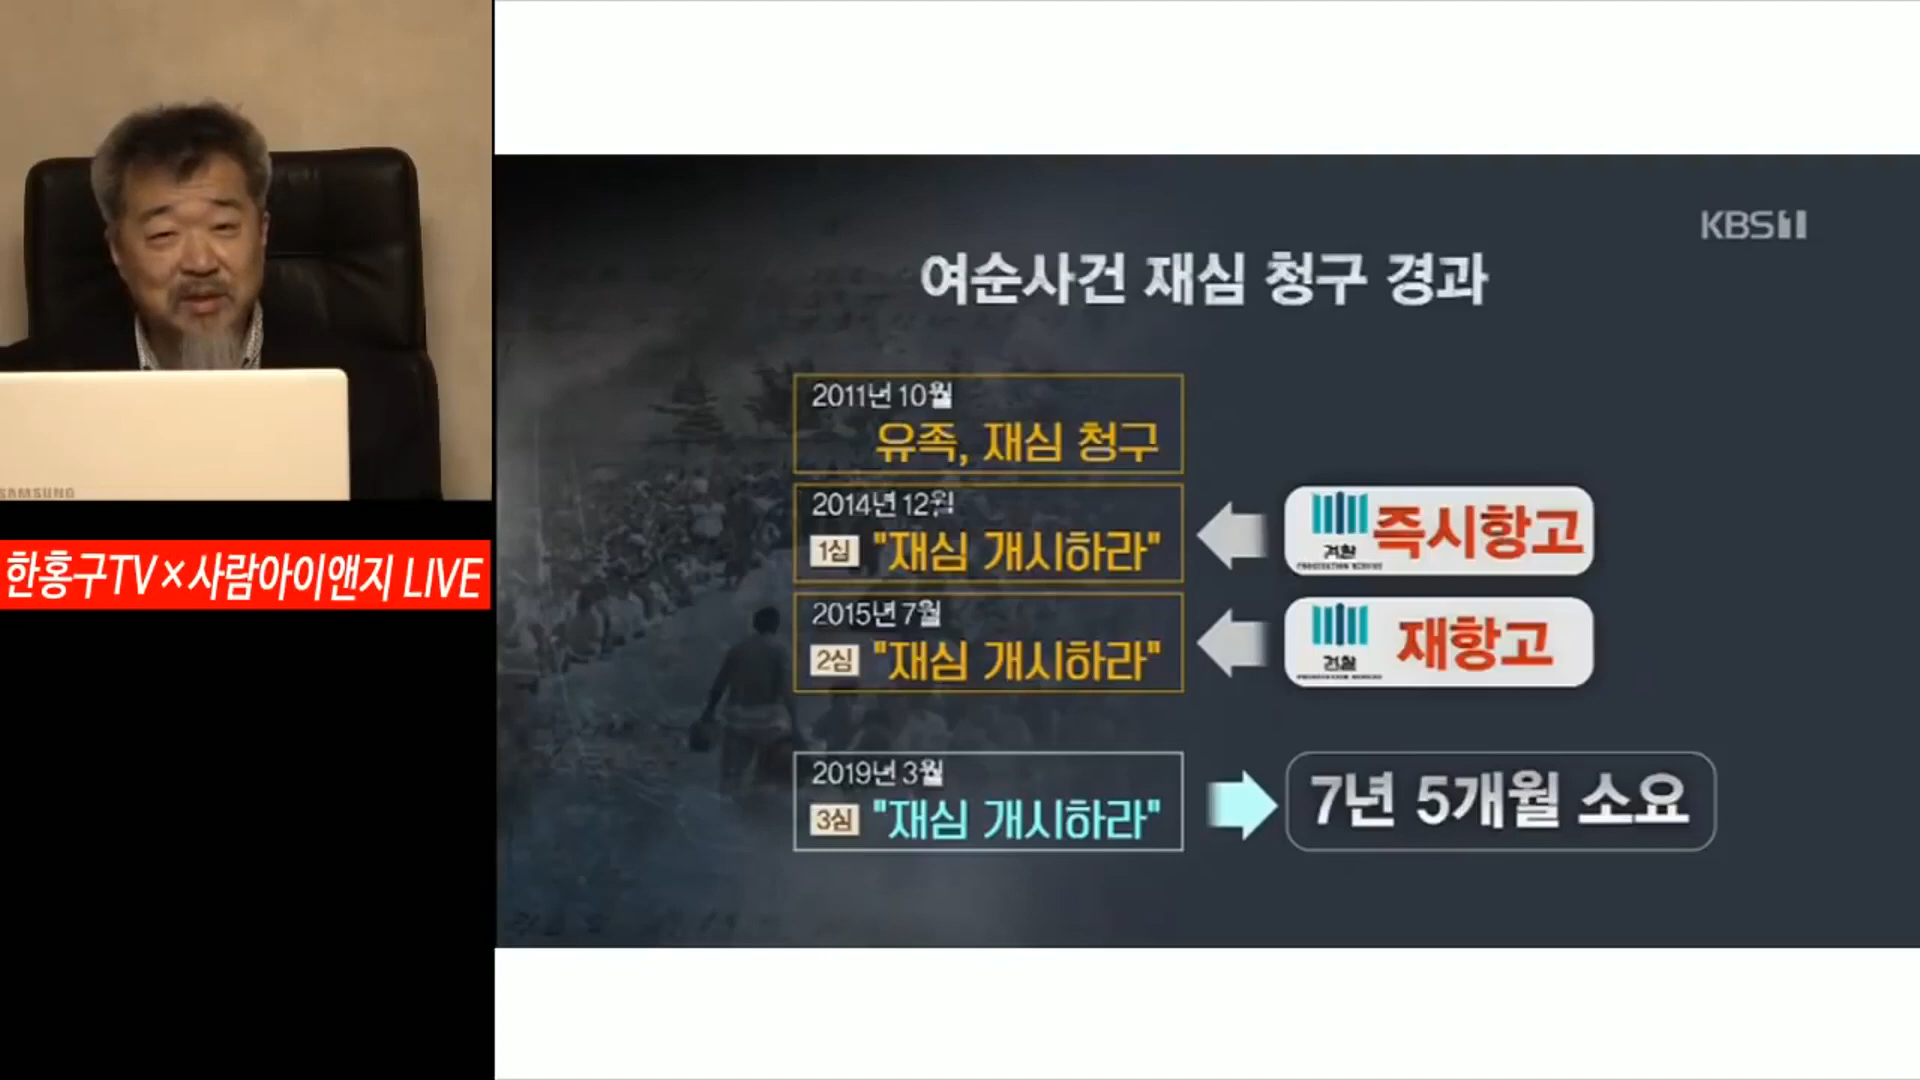 KBS1
여순사건 재심 청구 경과
2011년 10월
유족, 재심 청구
2014년 12월
1심 "재심 개시하라"
검찰 즉시항고
PROSECUTION SERVICE
2015년 7월
2심 "재심 개시하라"
검찰 재항고
PROSECUTION SERVICE
2019년 3월
3심 "재심 개시하라"
7년 5개월 소요
SAMSUNG
한홍구TV×사람아이앤지 LIVE